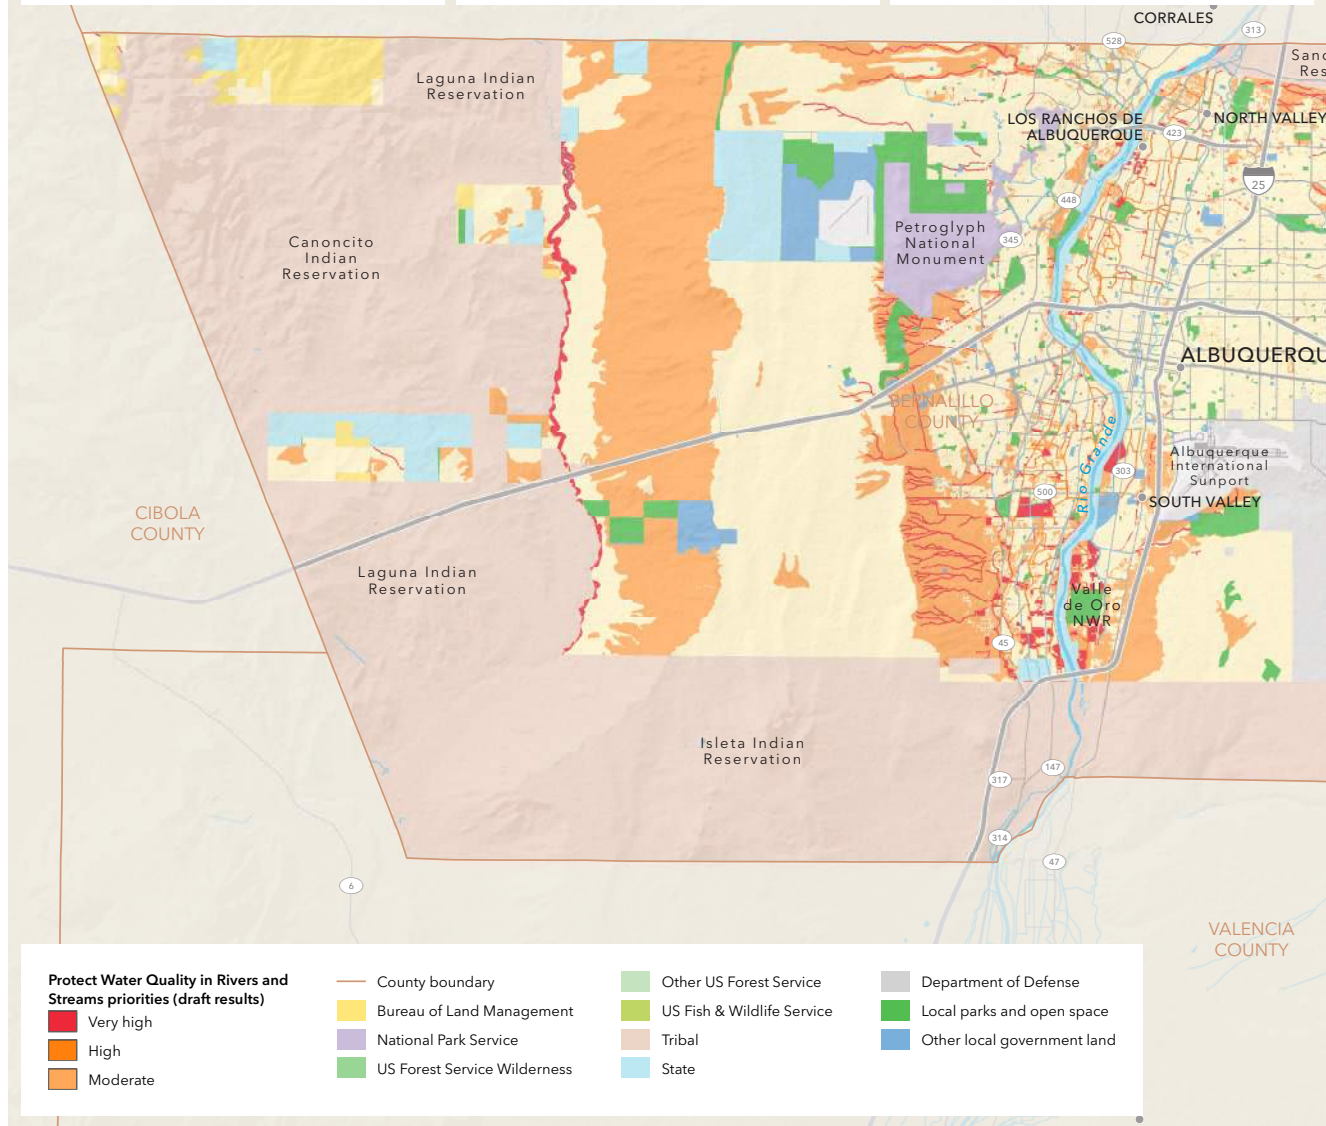 CORRALES
313
528
Sand
Res
Laguna Indian
Reservation
LOS RANCHOS DE
ALBUQUERQUE
NORTH VALLEY
423
25
448
Petroglyph
National
Monument
345
Canoncito
Indian
Reservation
ALBUQUERQU
BERNALILLO
COUNTY
Rio Grande
Albuquerque
International
Sunport
303
500
SOUTH VALLEY
CIBOLA
COUNTY
Laguna Indian
Reservation
Valle
de Oro
NWR
45
Isleta Indian
Reservation
317
147
314
47
6
VALENCIA
COUNTY
Protect Water Quality in Rivers and
Streams priorities (draft results)
Very high
High
Moderate
County boundary
Bureau of Land Management
National Park Service
US Forest Service Wilderness
Other US Forest Service
US Fish & Wildlife Service
Tribal
State
Department of Defense
Local parks and open space
Other local government land